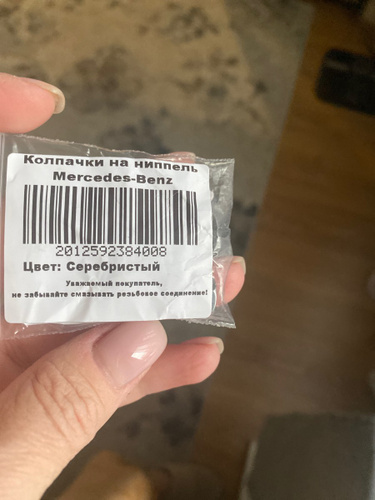 Колпачки на ниппель
Mercedes-Benz
2012592384008
Цвет: Серебристый
Уважаемый покупатель,
не забывайте смазывать резьбовое соединение!